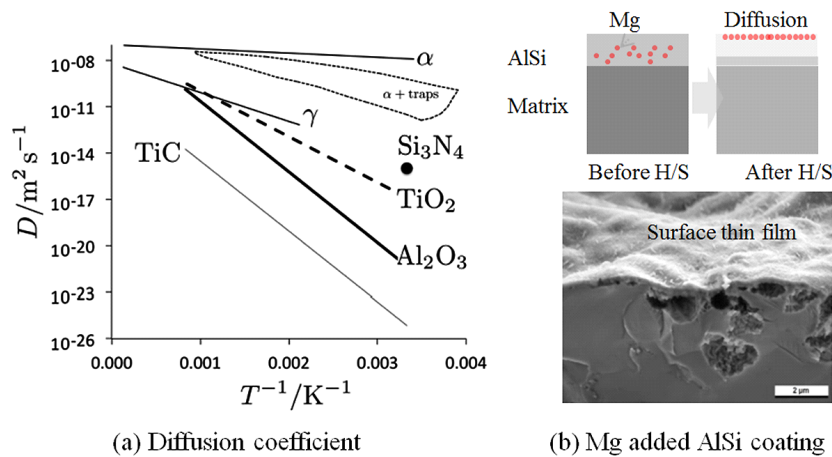 10-08
10-11
10-14
10-17
10-20
10-23
10-26
D/m² s⁻¹
0.000 0.001 0.002 0.003 0.004
T⁻¹/K⁻¹
α
α + traps
γ
TiC
Si₃N₄
TiO₂
Al₂O₃
(a) Diffusion coefficient
Mg
Diffusion
AlSi
Matrix
Before H/S
After H/S
Surface thin film
2 μm
(b) Mg added AlSi coating